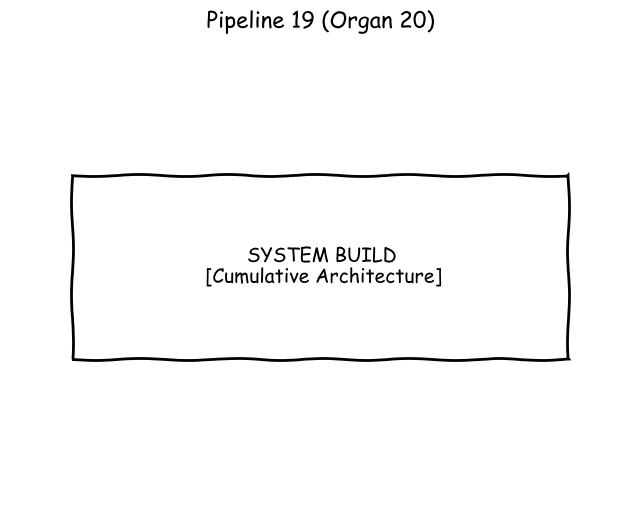 Pipeline 19 (Organ 20)
SYSTEM BUILD
[Cumulative Architecture]